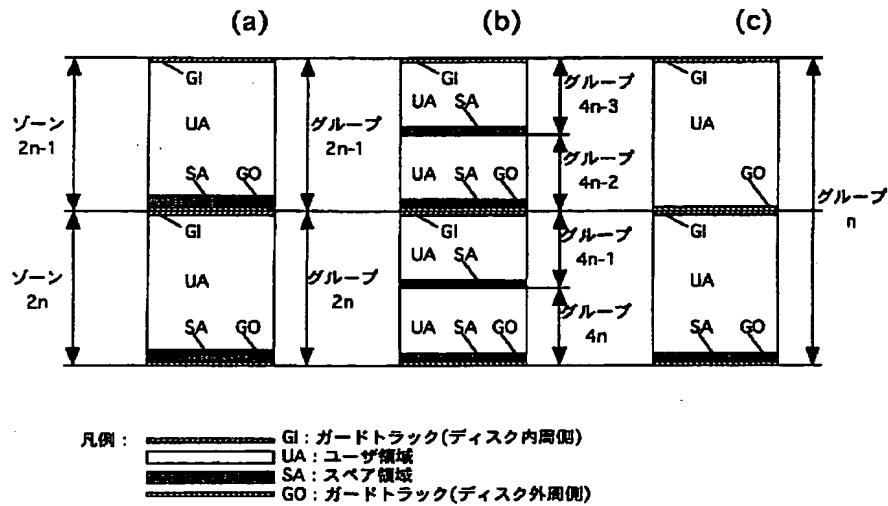 (a) (b) (c)
GI GI GI
UA SA
グループ
4n-3
ゾーン
2n-1
UA
グループ
2n-1
UA
SA GO
UA SA GO
グループ
4n-2
GO
グループ
n
GI GI GI
UA SA
グループ
4n-1
ゾーン
2n
UA
グループ
2n
UA
SA GO
UA SA GO
グループ
4n
SA GO
凡例：
GI：ガードトラック(ディスク内周側)
UA：ユーザ領域
SA：スペア領域
GO：ガードトラック(ディスク外周側)